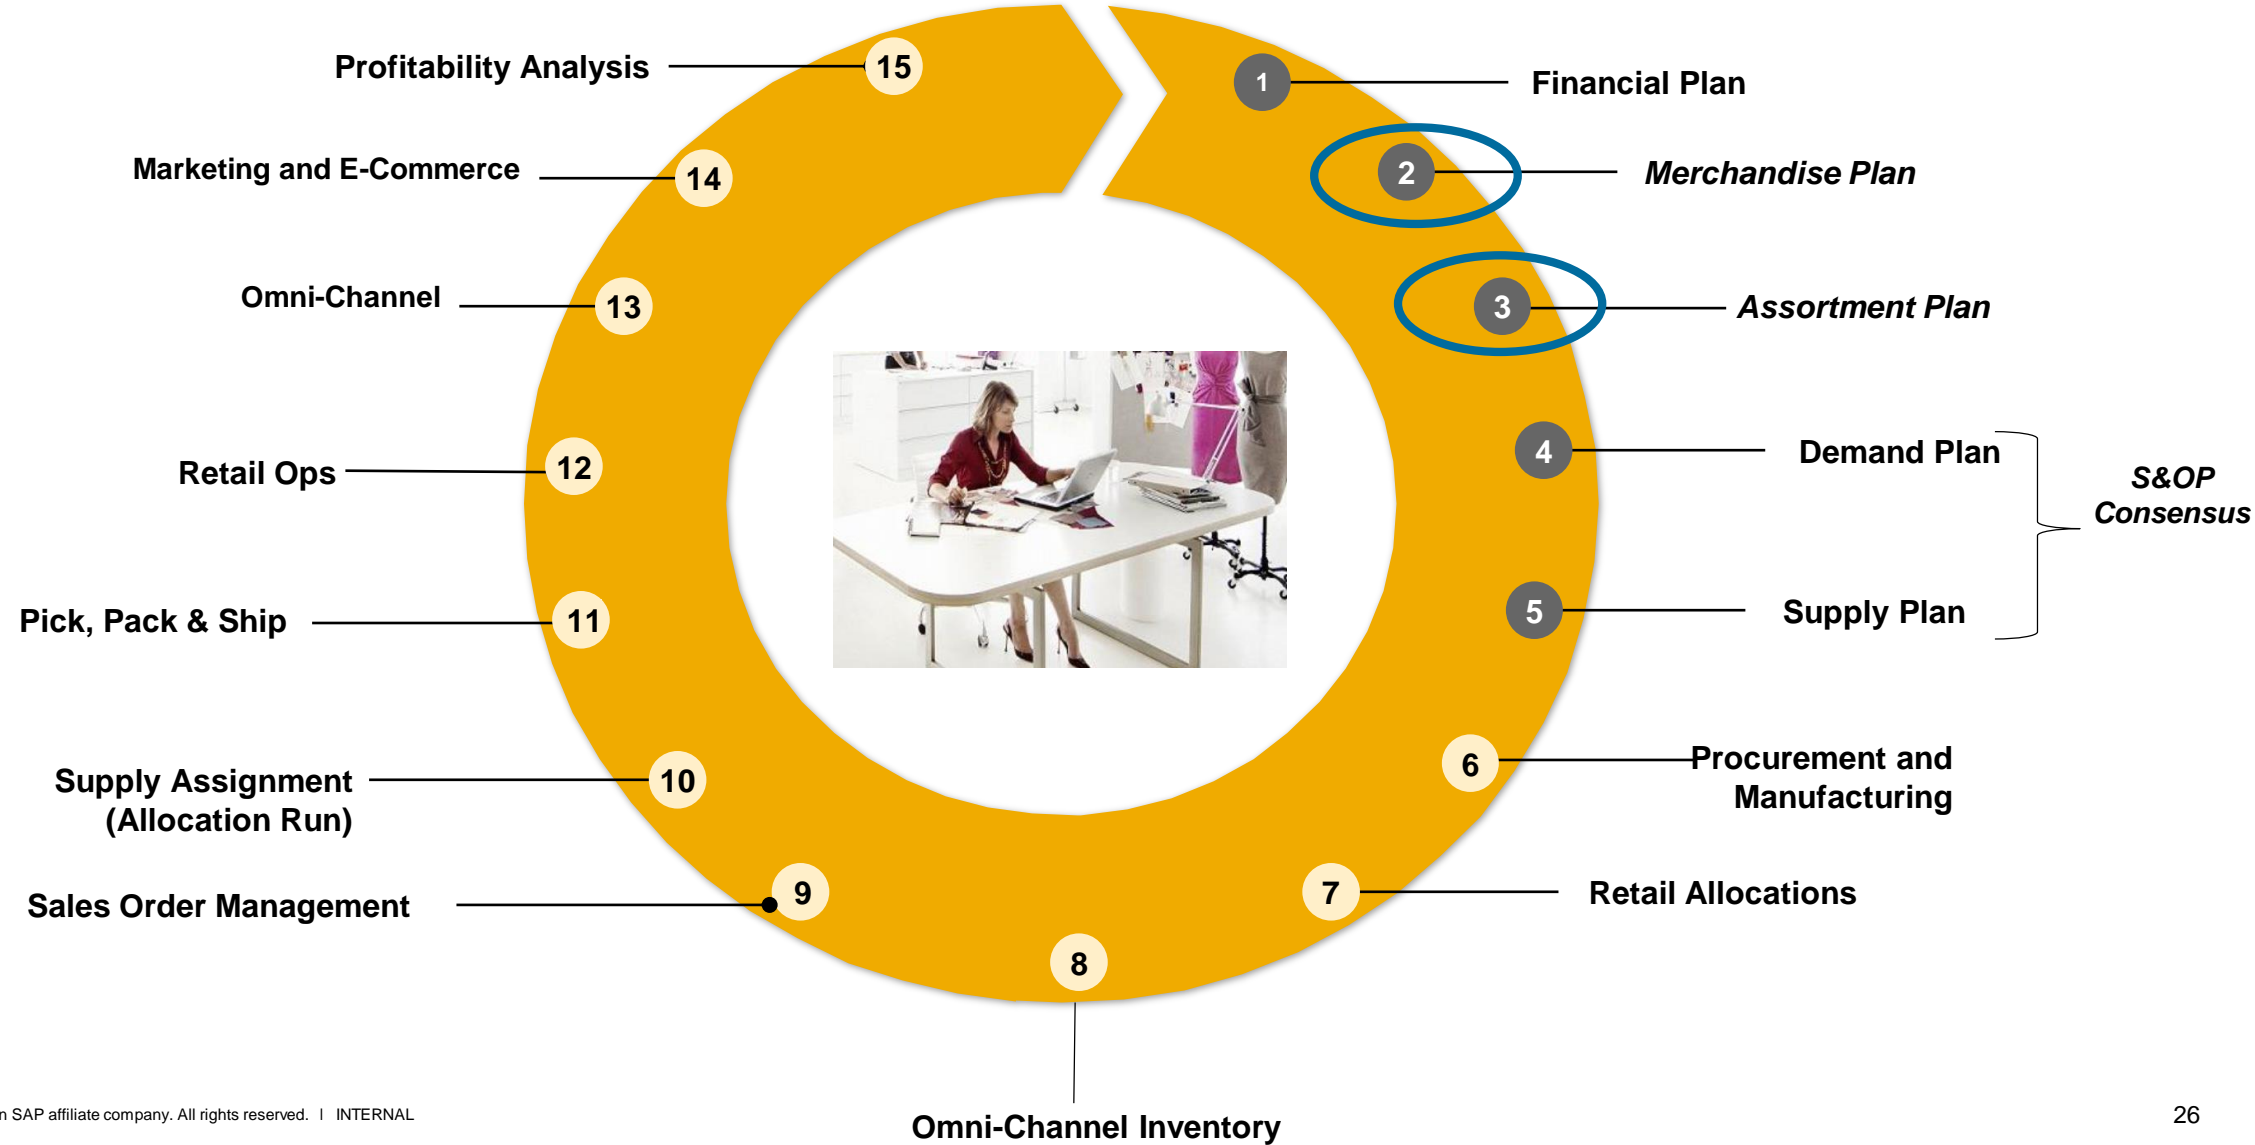 15
Profitability Analysis
1
Financial Plan
14
Marketing and E-Commerce
2
Merchandise Plan
13
Omni-Channel
3
Assortment Plan
12
Retail Ops
4
Demand Plan
S&OP
Consensus
11
Pick, Pack & Ship
5
Supply Plan
10
Supply Assignment
(Allocation Run)
6
Procurement and
Manufacturing
9
Sales Order Management
7
Retail Allocations
8
Omni-Channel Inventory
n SAP affiliate company. All rights reserved. | INTERNAL
26